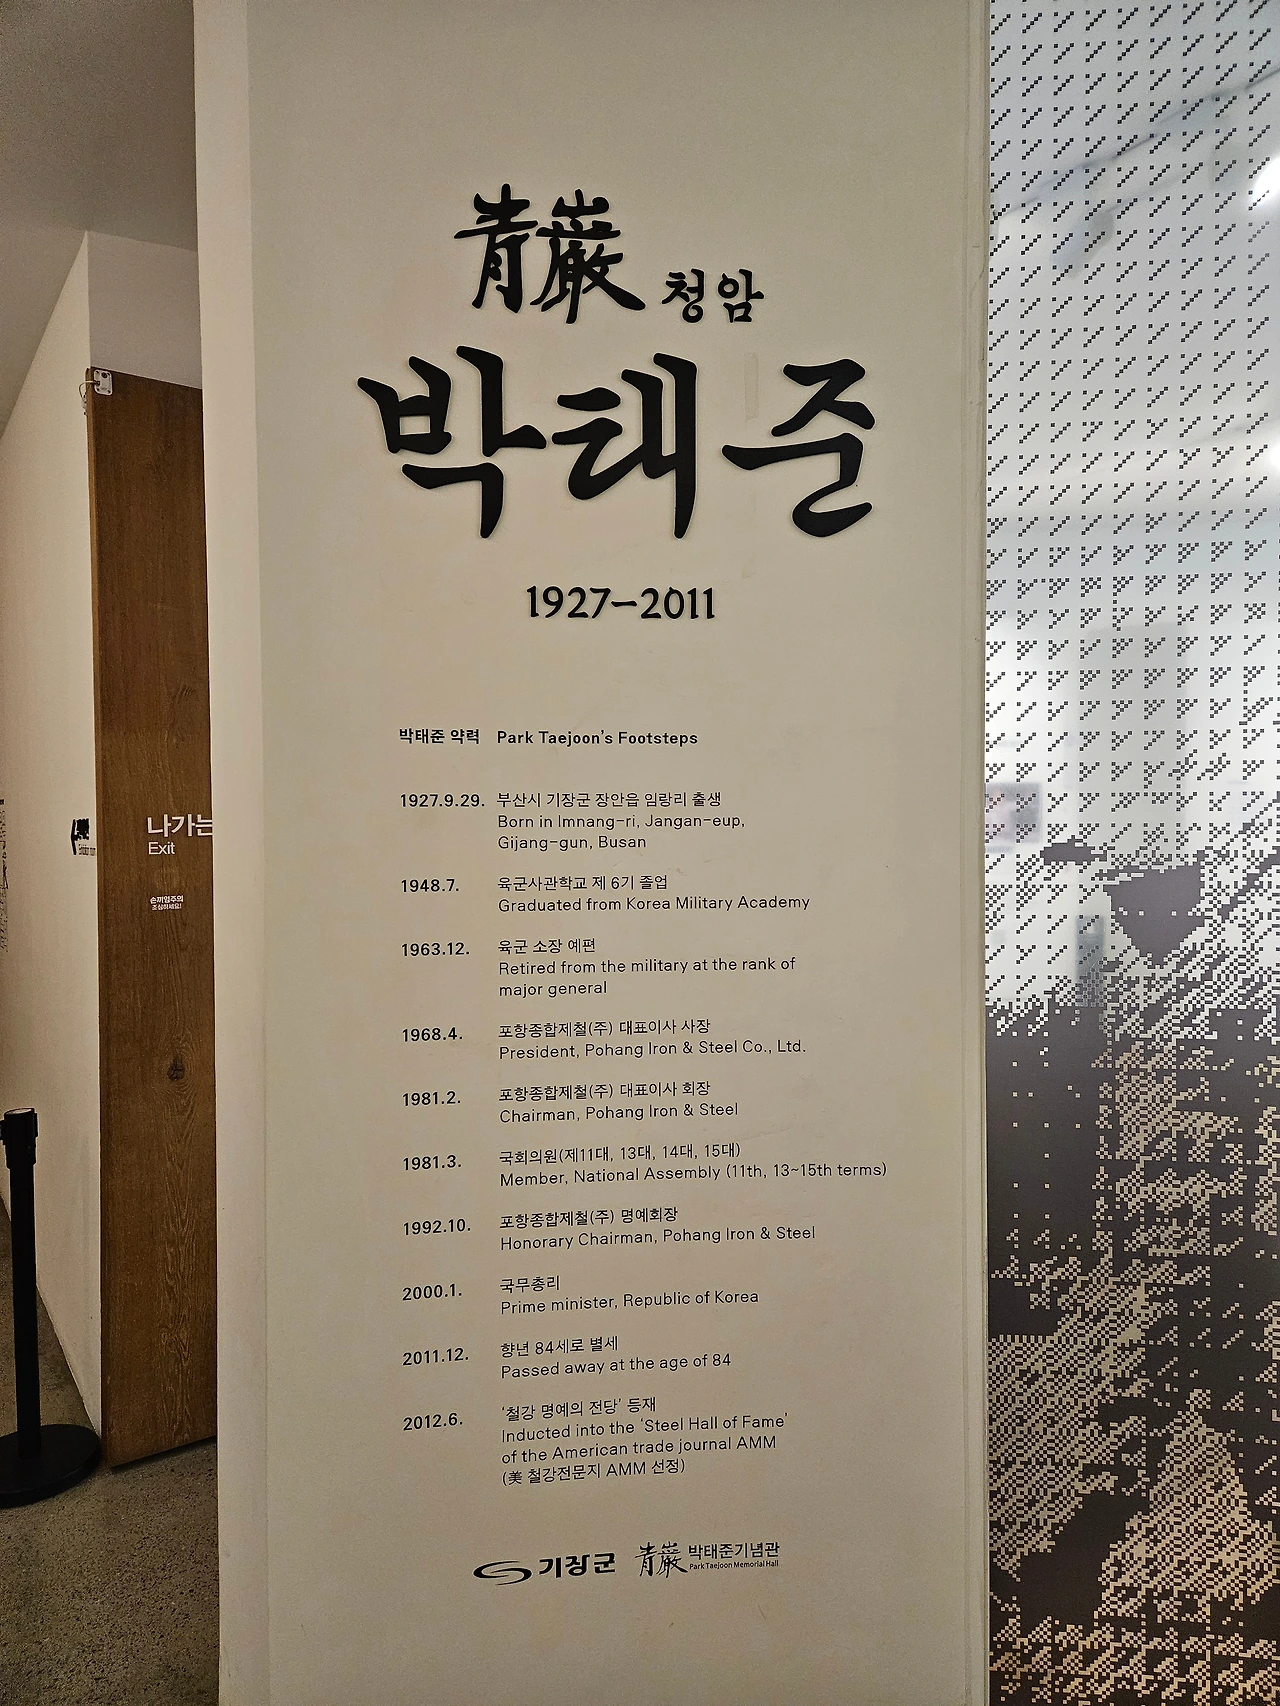 青巖 청암
박태준
1927-2011
박태준 약력 Park Taejoon's Footsteps
1927.9.29. 부산시 기장군 장안읍 임랑리 출생
Born in Imnang-ri, Jangan-eup,
Gijang-gun, Busan
1948.7. 육군사관학교 제 6기 졸업
Graduated from Korea Military Academy
1963.12. 육군 소장 예편
Retired from the military at the rank of
major general
1968.4. 포항종합제철(주) 대표이사 사장
President, Pohang Iron & Steel Co., Ltd.
1981.2. 포항종합제철(주) 대표이사 회장
Chairman, Pohang Iron & Steel
1981.3. 국회의원(제11대, 13대, 14대, 15대)
Member, National Assembly (11th, 13~15th terms)
1992.10. 포항종합제철(주) 명예회장
Honorary Chairman, Pohang Iron & Steel
2000.1. 국무총리
Prime minister, Republic of Korea
2011.12. 향년 84세로 별세
Passed away at the age of 84
2012.6. '철강 명예의 전당' 등재
Inducted into the 'Steel Hall of Fame'
of the American trade journal AMM
(美 철강전문지 AMM 선정)
기장군 青巖 박태준기념관
Park Taejoon Memorial Hall
나가는
Exit
손끼임주의
조심하세요!